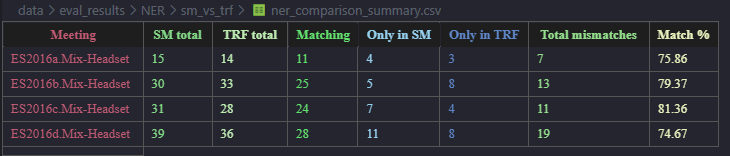 data > eval_results > NER > sm_vs_trf > ner_comparison_summary.csv
Meeting SM total TRF total Matching Only in SM Only in TRF Total mismatches Match %
ES2016a.Mix-Headset 15 14 11 4 3 7 75.86
ES2016b.Mix-Headset 30 33 25 5 8 13 79.37
ES2016c.Mix-Headset 31 28 24 7 4 11 81.36
ES2016d.Mix-Headset 39 36 28 11 8 19 74.67